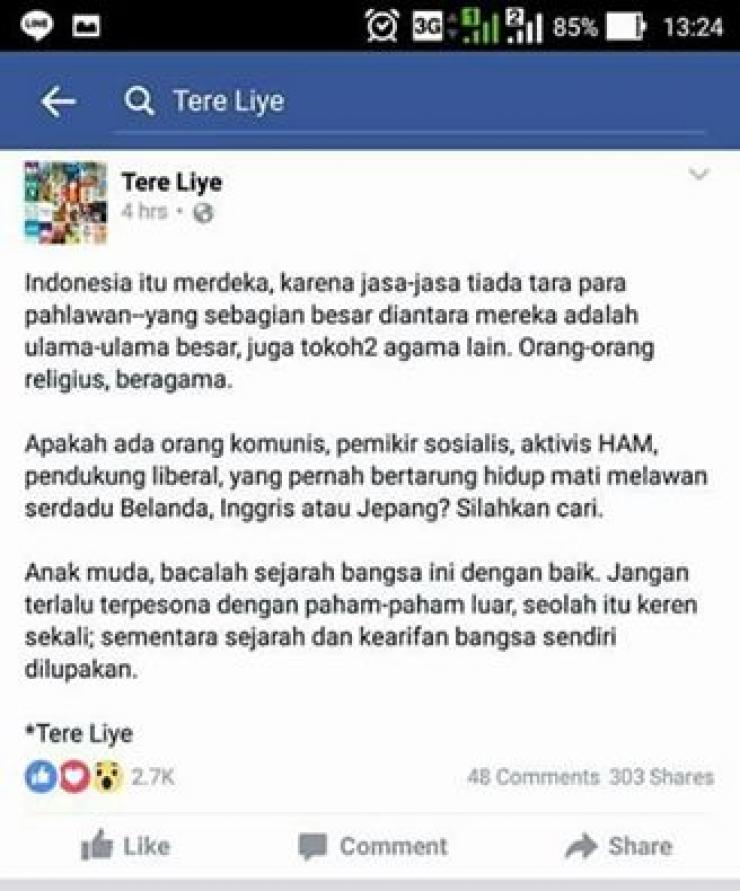 LINE
3G 1 2 85% 13:24
Tere Liye
Tere Liye
4 hrs
Indonesia itu merdeka, karena jasa-jasa tiada tara para
pahlawan--yang sebagian besar diantara mereka adalah
ulama-ulama besar, juga tokoh2 agama lain. Orang-orang
religius, beragama.
Apakah ada orang komunis, pemikir sosialis, aktivis HAM,
pendukung liberal, yang pernah bertarung hidup mati melawan
serdadu Belanda, Inggris atau Jepang? Silahkan cari.
Anak muda, bacalah sejarah bangsa ini dengan baik. Jangan
terlalu terpesona dengan paham-paham luar, seolah itu keren
sekali; sementara sejarah dan kearifan bangsa sendiri
dilupakan.
*Tere Liye
2.7K 48 Comments 303 Shares
Like Comment Share